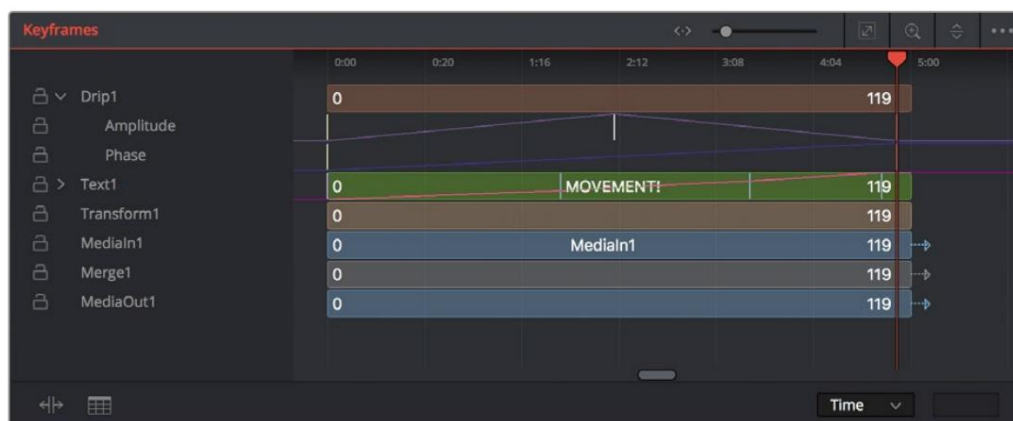 Keyframes
0:00 0:20 1:16 2:12 3:08 4:04 5:00
Drip1 0 119
Amplitude
Phase
Text1 0 MOVEMENT! 119
Transform1 0 119
MediaIn1 0 MediaIn1 119
Merge1 0 119
MediaOut1 0 119
Time